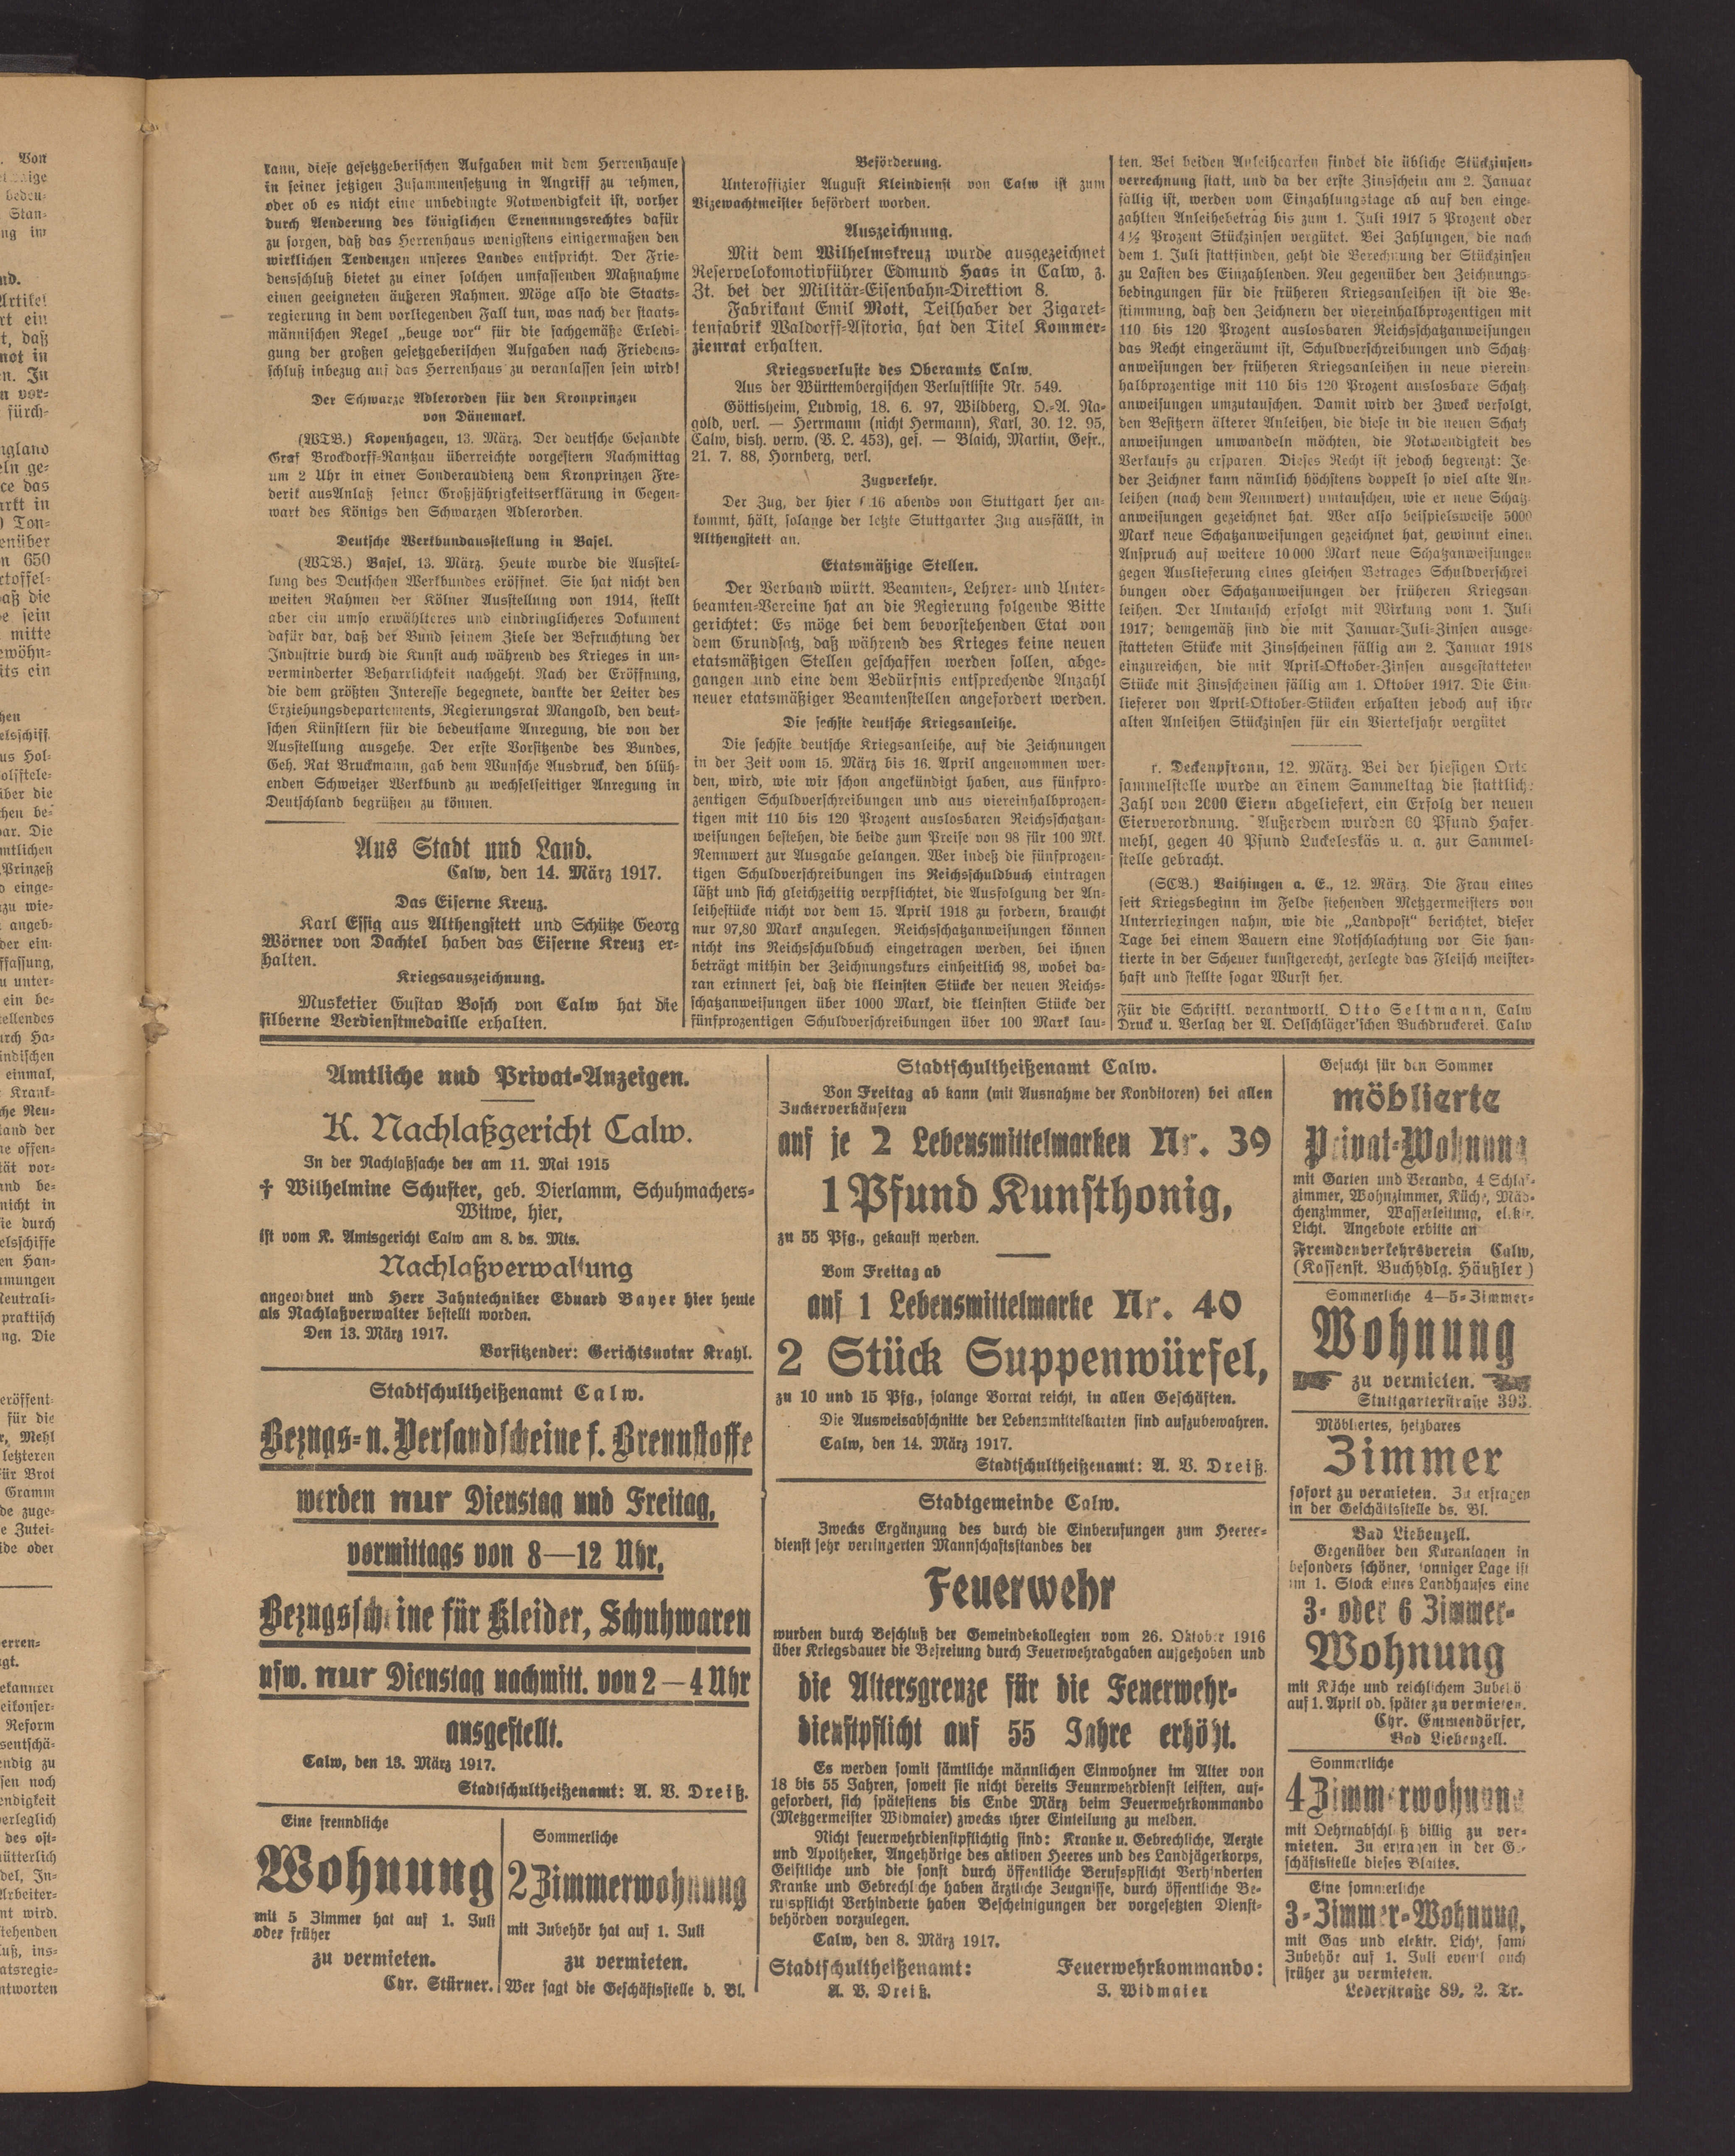 kann, diese gesetzgeberischen Aufgaben mit dem Herrenhause
in seiner jetzigen Zusammensetzung in Angriff zu nehmen,
oder ob es nicht eine unbedingte Notwendigkeit ist, vorher
durch Aenderung des königlichen Ernennungsrechtes dafür
zu sorgen, daß das Herrenhaus wenigstens einigermaßen den
wirklichen Tendenzen unseres Landes entspricht. Der Frie-
densschluß bietet zu einer solchen umfassenden Maßnahme
einen geeigneten äußeren Rahmen. Möge also die Staats-
regierung in dem vorliegenden Fall tun, was nach der staats-
männischen Regel „beuge vor“ für die sachgemäße Erledi-
gung der großen gesetzgeberischen Aufgaben nach Friedens-
schluß inbezug auf das Herrenhaus zu veranlassen sein wird!
Der Schwarze Adlerorden für den Kronprinzen
von Dänemark.
(WTB.) Kopenhagen, 13. März. Der deutsche Gesandte
Graf Brockdorff-Rantzau überreichte vorgestern Nachmittag
um 2 Uhr in einer Sonderaudienz dem Kronprinzen Fre-
derik aus Anlaß seiner Großjährigkeitserklärung in Gegen-
wart des Königs den Schwarzen Adlerorden.
Deutsche Werkbundausstellung in Basel.
(WTB.) Basel, 13. März. Heute wurde die Ausstel-
lung des Deutschen Werkbundes eröffnet. Sie hat nicht den
weiten Rahmen der Kölner Ausstellung von 1914, stellt
aber ein umso erwählteres und eindringlicheres Dokument
dafür dar, daß der Bund seinem Ziele der Befruchtung der
Industrie durch die Kunst auch während des Krieges in un-
verminderter Beharrlichkeit nachgeht. Nach der Eröffnung,
die dem größten Interesse begegnete, dankte der Leiter des
Erziehungsdepartements, Regierungsrat Mangold, den deut-
schen Künstlern für die bedeutsame Anregung, die von der
Ausstellung ausgehe. Der erste Vorsitzende des Bundes,
Geh. Rat Bruckmann, gab dem Wunsche Ausdruck, den blüh-
enden Schweizer Werkbund zu wechselseitiger Anregung in
Deutschland begrüßen zu können.
Aus Stadt und Land.
Calw, den 14. März 1917.
Das Eiserne Kreuz.
Karl Essig aus Althengstett und Schütze Georg
Wörner von Dachtel haben das Eiserne Kreuz er-
halten.
Kriegsauszeichnung.
Musketier Gustav Bosch von Calw hat die
silberne Verdienstmedaille erhalten.
Beförderung.
Unteroffizier August Kleindienst von Calw ist zum
Vizewachtmeister befördert worden.
Auszeichnung.
Mit dem Wilhelmskreuz wurde ausgezeichnet
Reservelokomotivführer Edmund Haas in Calw, z.
Zt. bei der Militär-Eisenbahn-Direktion 8.
Fabrikant Emil Mott, Teilhaber der Zigaret-
tenfabrik Waldorff-Astoria, hat den Titel Kommer-
zienrat erhalten.
Kriegsverluste des Oberamts Calw.
Aus der Württembergischen Verlustliste Nr. 549.
Göttisheim, Ludwig, 18. 6. 97, Wildberg, O.-A. Na-
gold, verl. — Herrmann (nicht Hermann), Karl, 30. 12. 95,
Calw, bish. verw. (V. L. 453), gef. — Blaich, Martin, Gefr.,
21. 7. 88, Hornberg, verl.
Zugverkehr.
Der Zug, der hier 16 abends von Stuttgart her an-
kommt, hält, solange der letzte Stuttgarter Zug ausfällt, in
Althengstett an.
Etatsmäßige Stellen.
Der Verband württ. Beamten-, Lehrer- und Unter-
beamten-Vereine hat an die Regierung folgende Bitte
gerichtet: Es möge bei dem bevorstehenden Etat von
dem Grundsatz, daß während des Krieges keine neuen
etatsmäßigen Stellen geschaffen werden sollen, abge-
gangen und eine dem Bedürfnis entsprechende Anzahl
neuer etatsmäßiger Beamtenstellen angefordert werden.
Die sechste deutsche Kriegsanleihe.
Die sechste deutsche Kriegsanleihe, auf die Zeichnungen
in der Zeit vom 15. März bis 16. April angenommen wer-
den, wird, wie wir schon angekündigt haben, aus fünfpro-
zentigen Schuldverschreibungen und aus viereinhalbprozen-
tigen mit 110 bis 120 Prozent auslosbaren Reichsschatzan-
weisungen bestehen, die beide zum Preise von 98 für 100 Mk.
Nennwert zur Ausgabe gelangen. Wer indeß die fünfprozen-
tigen Schuldverschreibungen ins Reichsschuldbuch eintragen
läßt und sich gleichzeitig verpflichtet, die Ausfolgung der An-
leihestücke nicht vor dem 15. April 1918 zu fordern, braucht
nur 97,80 Mark anzulegen. Reichsschatzanweisungen können
nicht ins Reichsschuldbuch eingetragen werden, bei ihnen
beträgt mithin der Zeichnungskurs einheitlich 98, wobei da-
ran erinnert sei, daß die kleinsten Stücke der neuen Reichs-
schatzanweisungen über 1000 Mark, die kleinsten Stücke der
fünfprozentigen Schuldverschreibungen über 100 Mark lau-
ten. Bei beiden Anleihearten findet die übliche Stückzinsen-
verrechnung statt, und da der erste Zinsschein am 2. Januar
fällig ist, werden vom Einzahlungstage ab auf den einge-
zahlten Anleihebetrag bis zum 1. Juli 1917 5 Prozent oder
4½ Prozent Stückzinsen vergütet. Bei Zahlungen, die nach
dem 1. Juli stattfinden, geht die Berechnung der Stückzinsen
zu Lasten des Einzahlenden. Neu gegenüber den Zeichnungs-
bedingungen für die früheren Kriegsanleihen ist die Be-
stimmung, daß den Zeichnern der viereinhalbprozentigen mit
110 bis 120 Prozent auslosbaren Reichsschatzanweisungen
das Recht eingeräumt ist, Schuldverschreibungen und Schatz-
anweisungen der früheren Kriegsanleihen in neue vierein-
halbprozentige mit 110 bis 120 Prozent auslosbare Schatz
anweisungen umzutauschen. Damit wird der Zweck verfolgt,
den Besitzern älterer Anleihen, die diese in die neuen Schatz
anweisungen umwandeln möchten, die Notwendigkeit des
Verkaufs zu ersparen. Dieses Recht ist jedoch begrenzt: Je-
der Zeichner kann nämlich höchstens doppelt so viel alte An-
leihen (nach dem Nennwert) umtauschen, wie er neue Schatz-
anweisungen gezeichnet hat. Wer also beispielsweise 5000
Mark neue Schatzanweisungen gezeichnet hat, gewinnt einen
Anspruch auf weitere 10 000 Mark neue Schatzanweisungen
gegen Auslieferung eines gleichen Betrages Schuldverschrei
bungen oder Schatzanweisungen der früheren Kriegsan
leihen. Der Umtausch erfolgt mit Wirkung vom 1. Juli
1917; demgemäß sind die mit Januar-Juli-Zinsen ausge-
statteten Stücke mit Zinsscheinen fällig am 2. Januar 1918
einzureichen, die mit April-Oktober-Zinsen ausgestatteten
Stücke mit Zinsscheinen fällig am 1. Oktober 1917. Die Ein-
lieferer von April-Oktober-Stücken erhalten jedoch auf ihre
alten Anleihen Stückzinsen für ein Vierteljahr vergütet
r. Deckenpfronn, 12. März. Bei der hiesigen Orts
sammelstelle wurde an einem Sammeltag die stattliche
Zahl von 2000 Eiern abgeliefert, ein Erfolg der neuen
Eierverordnung. Außerdem wurden 60 Pfund Hafer-
mehl, gegen 40 Pfund Luckeleskäs u. a. zur Sammel-
stelle gebracht.
(SCB.) Vaihingen a. E., 12. März. Die Frau eines
seit Kriegsbeginn im Felde stehenden Metzgermeisters von
Unterriexingen nahm, wie die „Landpost“ berichtet, dieser
Tage bei einem Bauern eine Notschlachtung vor. Sie han-
tierte in der Scheuer kunstgerecht, zerlegte das Fleisch meister-
haft und stellte sogar Wurst her.
Für die Schriftl. verantwortl. Otto Seltmann, Calw
Druck u. Verlag der A. Oelschläger'schen Buchdruckerei. Calw
Amtliche und Privat-Anzeigen.
K. Nachlaßgericht Calw.
In der Nachlaßsache der am 11. Mai 1915
† Wilhelmine Schuster, geb. Dierlamm, Schuhmachers-
Witwe, hier,
ist vom K. Amtsgericht Calw am 8. ds. Mts.
Nachlaßverwaltung
angeordnet und Herr Zahntechniker Eduard Bayer hier heute
als Nachlaßverwalter bestellt worden.
Den 13. März 1917.
Vorsitzender: Gerichtsnotar Krahl.
Stadtschultheißenamt Calw.
Bezugs- u. Versandscheine f. Brennstoffe
werden nur Dienstag und Freitag,
vormittags von 8—12 Uhr,
Bezugsscheine für Kleider, Schuhwaren
usw. nur Dienstag nachmitt. von 2—4 Uhr
ausgestellt.
Calw, den 13. März 1917.
Stadtschultheißenamt: A. V. Dreiß.
Eine freundliche
Wohnung
mit 5 Zimmer hat auf 1. Juli
oder früher
zu vermieten.
Chr. Stürner.
Sommerliche
2 Zimmerwohnung
mit Zubehör hat auf 1. Juli
zu vermieten.
Wer sagt die Geschäftsstelle d. Bl.
Stadtschultheißenamt Calw.
Von Freitag ab kann (mit Ausnahme der Konditoren) bei allen
Zuckerverkäufern
auf je 2 Lebensmittelmarken Nr. 39
1 Pfund Kunsthonig,
zu 55 Pfg., gekauft werden.
Vom Freitag ab
auf 1 Lebensmittelmarke Nr. 40
2 Stück Suppenwürfel,
zu 10 und 15 Pfg., solange Vorrat reicht, in allen Geschäften.
Die Ausweisabschnitte der Lebensmittelkarten sind aufzubewahren.
Calw, den 14. März 1917.
Stadtschultheißenamt: A. V. Dreiß.
Stadtgemeinde Calw.
Zwecks Ergänzung des durch die Einberufungen zum Heeres-
dienst sehr verringerten Mannschaftsstandes der
Feuerwehr
wurden durch Beschluß der Gemeindekollegien vom 26. Oktober 1916
über Kriegsdauer die Befreiung durch Feuerwehrabgaben aufgehoben und
die Altersgrenze für die Feuerwehr-
dienstpflicht auf 55 Jahre erhöht.
Es werden somit sämtliche männlichen Einwohner im Alter von
18 bis 55 Jahren, soweit sie nicht bereits Feunrwehrdienst leisten, auf-
gefordert, sich spätestens bis Ende März beim Feuerwehrkommando
(Metzgermeister Widmaier) zwecks ihrer Einteilung zu melden.
Nicht feuerwehrdienstpflichtig sind: Kranke u. Gebrechliche, Aerzte
und Apotheker, Angehörige des aktiven Heeres und des Landjägerkorps,
Geistliche und die sonst durch öffentliche Berufspflicht Verhinderten
Kranke und Gebrechliche haben ärztliche Zeugnisse, durch öffentliche Be-
rufspflicht Verhinderte haben Bescheinigungen der vorgesetzten Dienst-
behörden vorzulegen.
Calw, den 8. März 1917.
Stadtschultheißenamt: Feuerwehrkommando:
A. V. Dreiß. J. Widmaier
Gesucht für den Sommer
möblierte
Privat-Wohnung
mit Garten und Veranda, 4 Schlaf-
zimmer, Wohnzimmer, Küche, Mäd-
chenzimmer, Wasserleitung, elektr.
Licht. Angebote erbitte an
Fremdenverkehrsverein Calw,
(Kassenst. Buchhdlg. Häußler)
Sommerliche 4—5-Zimmer-
Wohnung
zu vermieten.
Stuttgarterstraße 393.
Möbliertes, heizbares
Zimmer
sofort zu vermieten. Zu erfragen
in der Geschäftsstelle ds. Bl.
Bad Liebenzell.
Gegenüber den Kuranlagen in
besonders schöner, sonniger Lage ist
im 1. Stock eines Landhauses eine
3- oder 6 Zimmer-
Wohnung
mit Küche und reichlichem Zubehö
auf 1. April od. später zu vermieten.
Chr. Emmendörfer,
Bad Liebenzell.
Sommerliche
4 Zimmerwohnung
mit Oehrnabschluß billig zu ver-
mieten. Zu erfragen in der Ge-
schäftsstelle dieses Blattes.
Eine sommerliche
3-Zimmer-Wohnung,
mit Gas und elektr. Licht, samt
Zubehör auf 1. Juli event'l auch
früher zu vermieten.
Lederstraße 89, 2. Tr.